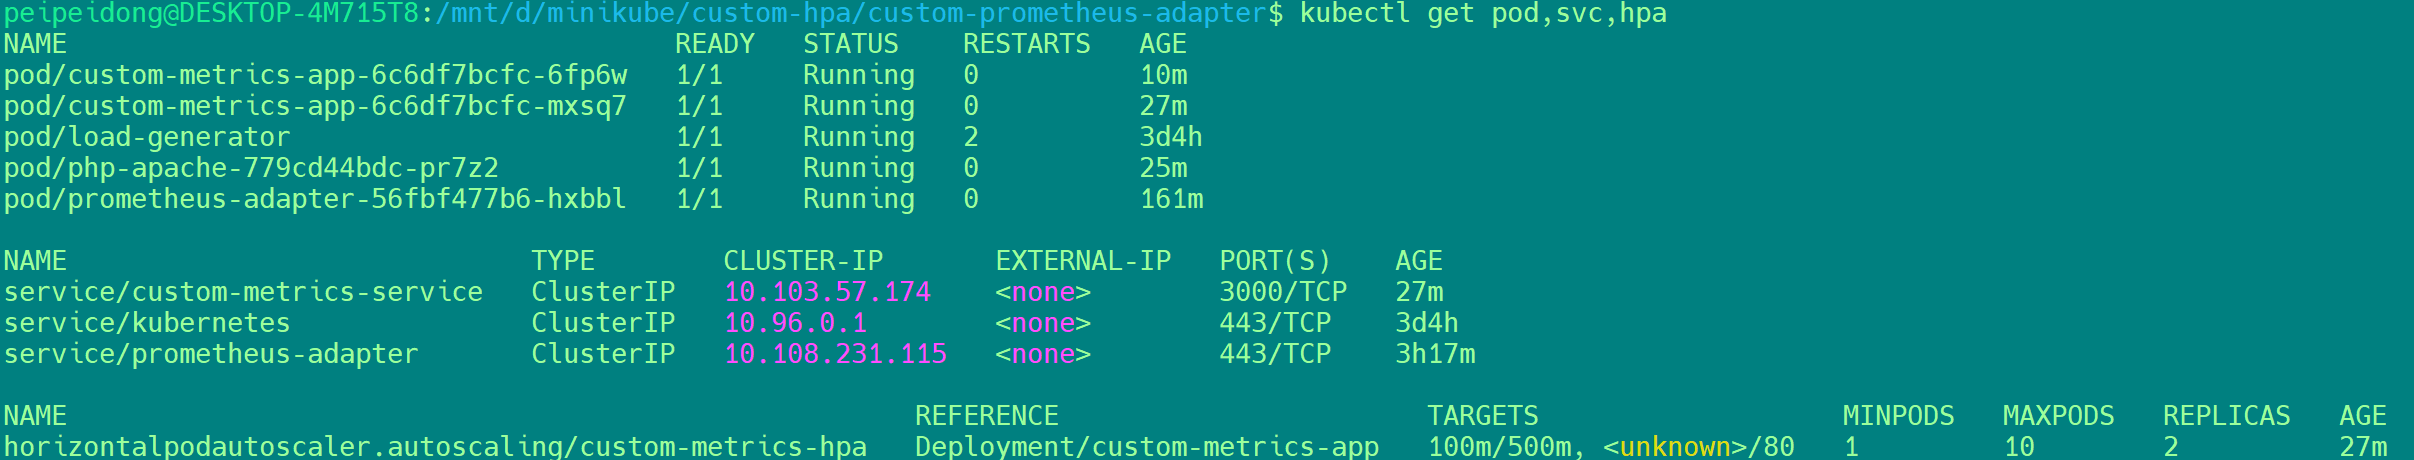 peipeidong@DESKTOP-4M715T8:/mnt/d/minikube/custom-hpa/custom-prometheus-adapter$ kubectl get pod,svc,hpa
NAME READY STATUS RESTARTS AGE
pod/custom-metrics-app-6c6df7bcfc-6fp6w 1/1 Running 0 10m
pod/custom-metrics-app-6c6df7bcfc-mxsq7 1/1 Running 0 27m
pod/load-generator 1/1 Running 2 3d4h
pod/php-apache-779cd44bdc-pr7z2 1/1 Running 0 25m
pod/prometheus-adapter-56fbf477b6-hxbbl 1/1 Running 0 161m
NAME TYPE CLUSTER-IP EXTERNAL-IP PORT(S) AGE
service/custom-metrics-service ClusterIP 10.103.57.174 <none> 3000/TCP 27m
service/kubernetes ClusterIP 10.96.0.1 <none> 443/TCP 3d4h
service/prometheus-adapter ClusterIP 10.108.231.115 <none> 443/TCP 3h17m
NAME REFERENCE TARGETS MINPODS MAXPODS REPLICAS AGE
horizontalpodautoscaler.autoscaling/custom-metrics-hpa Deployment/custom-metrics-app 100m/500m, <unknown>/80 1 10 2 27m